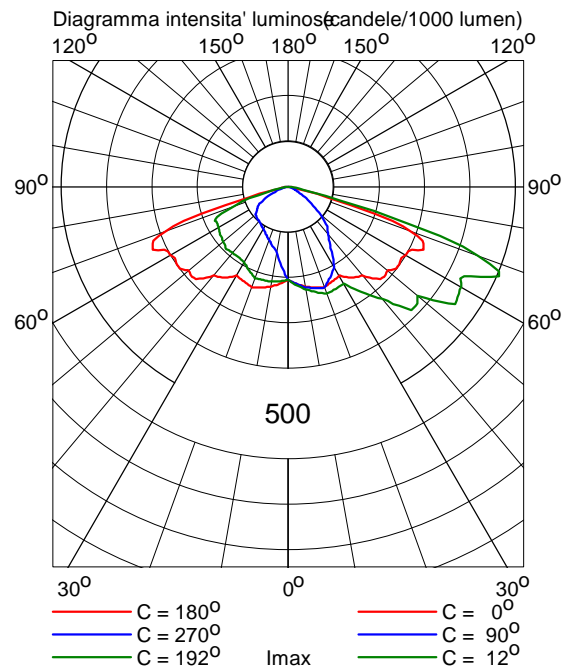 Diagramma intensita' luminose(candele/1000 lumen)
120° 150° 180° 150° 120°
90° 90°
60° 60°
500
30° 0° 30°
C = 180° C = 0°
C = 270° C = 90°
C = 192° Imax C = 12°